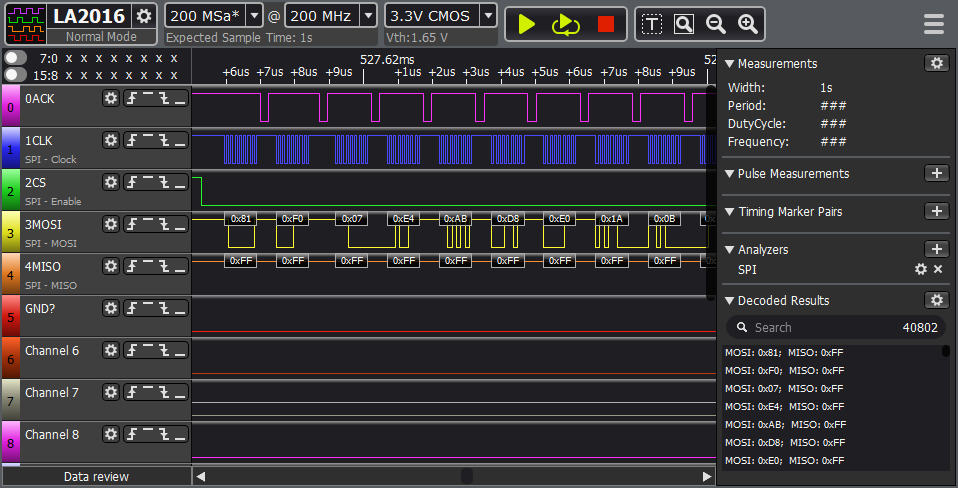 LA2016
200 MSa*
@
200 MHz
3.3V CMOS
T
Normal Mode
Expected Sample Time: 1s
Vth:1.65 V
7:0 X X X X X X X X
15:8 X X X X X X X X
527.62ms
52
+6us +7us +8us +9us +1us +2us +3us +4us +5us +6us +7us +8us +9us
0 0ACK
1 1CLK
SPI - Clock
2 2CS
SPI - Enable
3 3MOSI
SPI - MOSI
0x81 0xF0 0x07 0xE4 0xAB 0xD8 0xE0 0x1A 0x0B
4 4MISO
SPI - MISO
0xFF 0xFF 0xFF 0xFF 0xFF 0xFF 0xFF 0xFF 0xFF
5 GND?
6 Channel 6
7 Channel 7
8 Channel 8
Data review
Measurements
Width: 1s
Period: ###
DutyCycle: ###
Frequency: ###
Pulse Measurements
Timing Marker Pairs
Analyzers
SPI
Decoded Results
Search 40802
MOSI: 0x81; MISO: 0xFF
MOSI: 0xF0; MISO: 0xFF
MOSI: 0x07; MISO: 0xFF
MOSI: 0xE4; MISO: 0xFF
MOSI: 0xAB; MISO: 0xFF
MOSI: 0xD8; MISO: 0xFF
MOSI: 0xE0; MISO: 0xFF